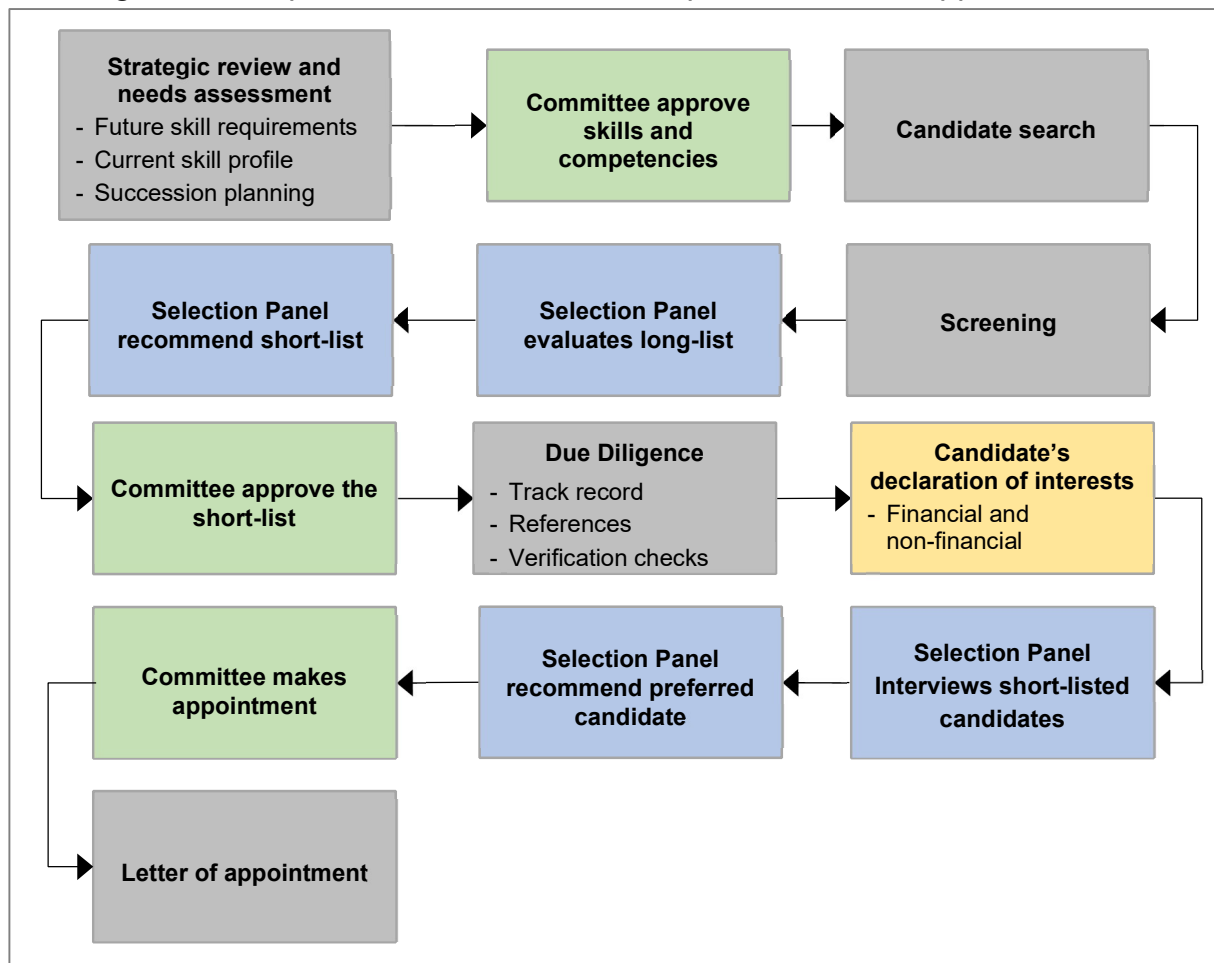 Strategic review and
needs assessment
- Future skill requirements
- Current skill profile
- Succession planning
Committee approve
skills and
competencies
Candidate search
Selection Panel
recommend short-list
Selection Panel
evaluates long-list
Screening
Committee approve the
short-list
Due Diligence
- Track record
- References
- Verification checks
Candidate’s
declaration of interests
- Financial and
non-financial
Committee makes
appointment
Selection Panel
recommend preferred
candidate
Selection Panel
Interviews short-listed
candidates
Letter of appointment